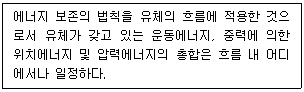 에너지 보존의 법칙을 유체의 흐름에 적용한 것으
로서 유체가 갖고 있는 운동에너지, 중력에 의한
위치에너지 및 압력에너지의 총합은 흐름 내 어디
에서나 일정하다.